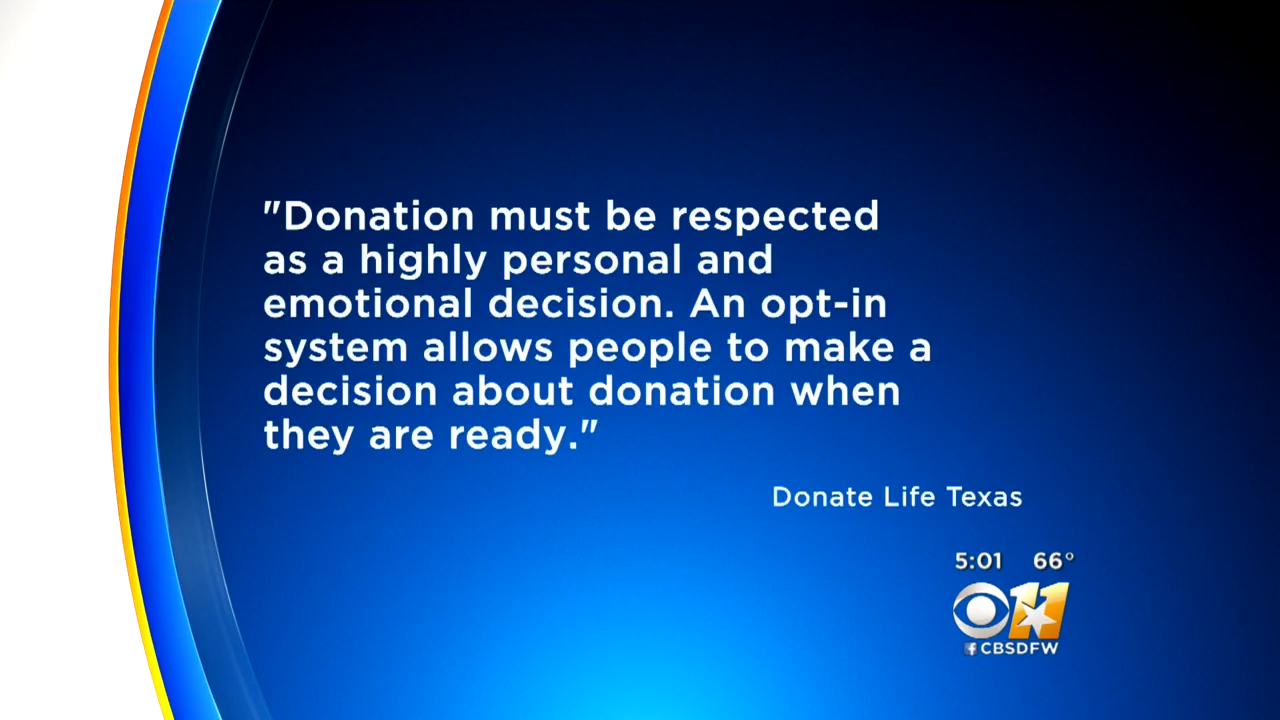 "Donation must be respected
as a highly personal and
emotional decision. An opt-in
system allows people to make a
decision about donation when
they are ready."
Donate Life Texas
5:01 66°
11
f CBSDFW